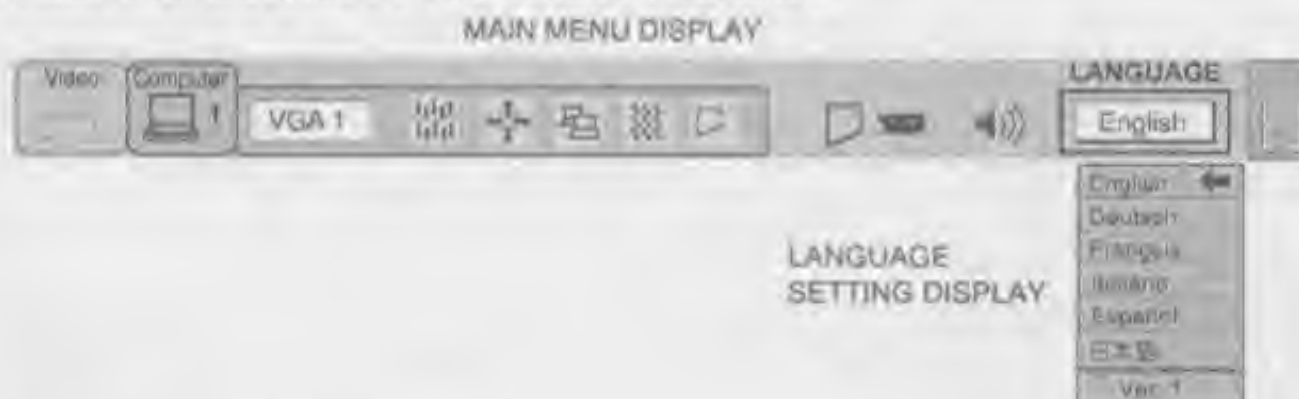 MAIN MENU DISPLAY
Video
Computer
1
VGA 1
LANGUAGE
English
English
Deutsch
Français
Italiano
Español
日本語
LANGUAGE
SETTING DISPLAY
Ver. 1